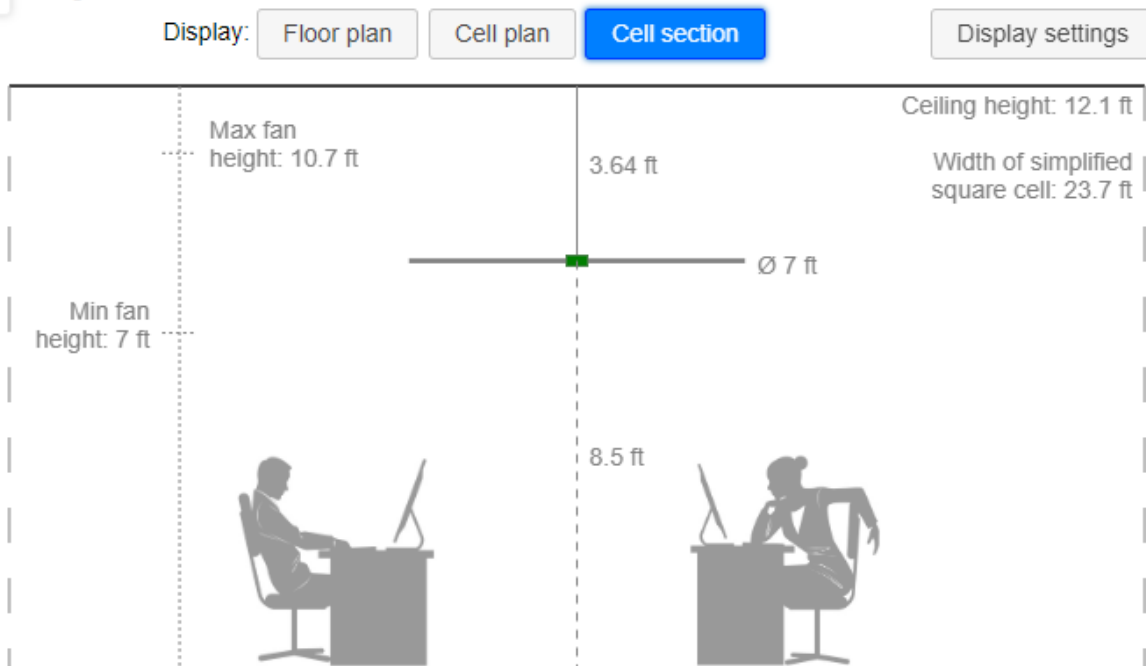 Display: Floor plan Cell plan Cell section Display settings
Ceiling height: 12.1 ft
Max fan
height: 10.7 ft
3.64 ft
Width of simplified
square cell: 23.7 ft
Ø 7 ft
Min fan
height: 7 ft
8.5 ft